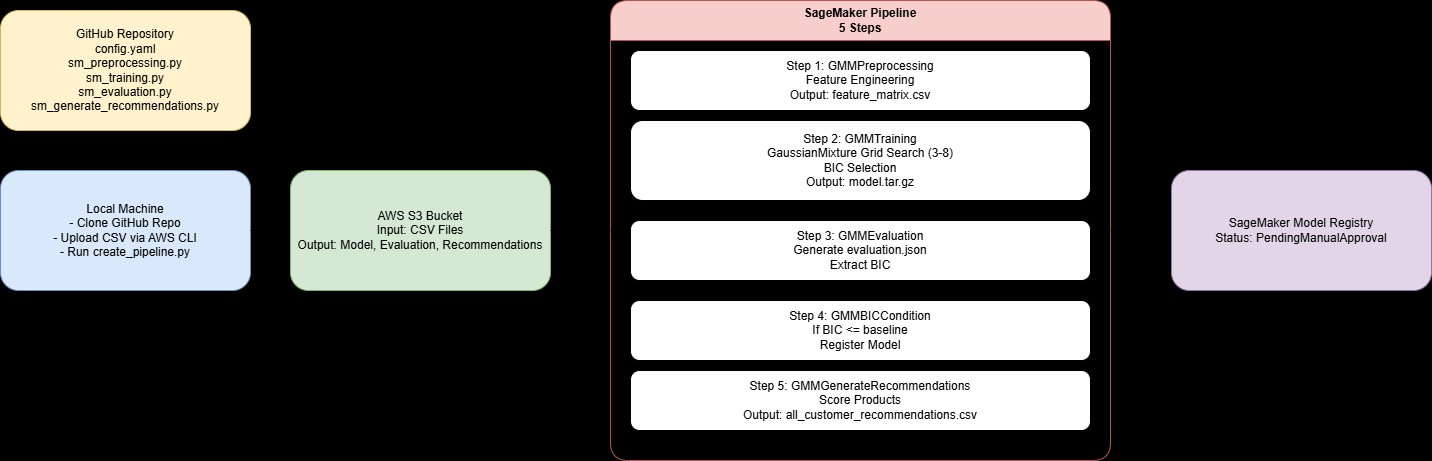 GitHub Repository
config.yaml
sm_preprocessing.py
sm_training.py
sm_evaluation.py
sm_generate_recommendations.py
Local Machine
- Clone GitHub Repo
- Upload CSV via AWS CLI
- Run create_pipeline.py
AWS S3 Bucket
Input: CSV Files
Output: Model, Evaluation, Recommendations
SageMaker Pipeline
5 Steps
Step 1: GMMPreprocessing
Feature Engineering
Output: feature_matrix.csv
Step 2: GMMTraining
GaussianMixture Grid Search (3-8)
BIC Selection
Output: model.tar.gz
Step 3: GMMEvaluation
Generate evaluation.json
Extract BIC
Step 4: GMMBICCondition
If BIC <= baseline
Register Model
Step 5: GMMGenerateRecommendations
Score Products
Output: all_customer_recommendations.csv
SageMaker Model Registry
Status: PendingManualApproval